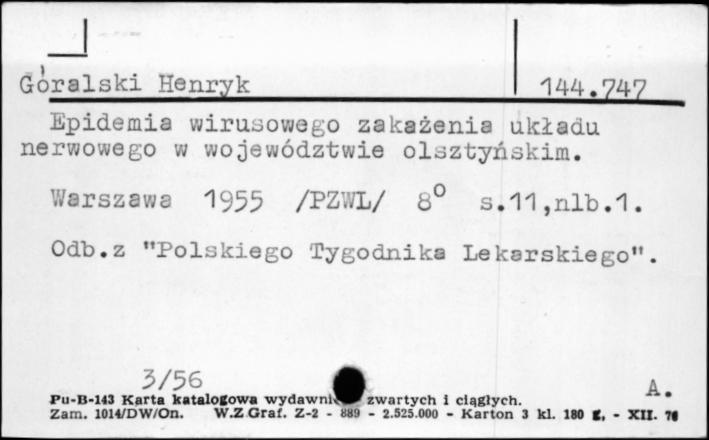 Góralski Henryk 144.747
Epidemia wirusowego zakażenia układu
nerwowego w województwie olsztyńskim.
Warszawa 1955 /PZWL/ 8° s.11,nlb.1.
Odb.z "Polskiego Tygodnika Lekarskiego".
3/56 A.
Pu-B-143 Karta katalogowa wydawni zwartych i ciągłych.
Zam. 1014/DW/On. W.Z.Graf. Z-2 - 889 - 2.525.000 - Karton 3 kl. 180 g. - XII. 76